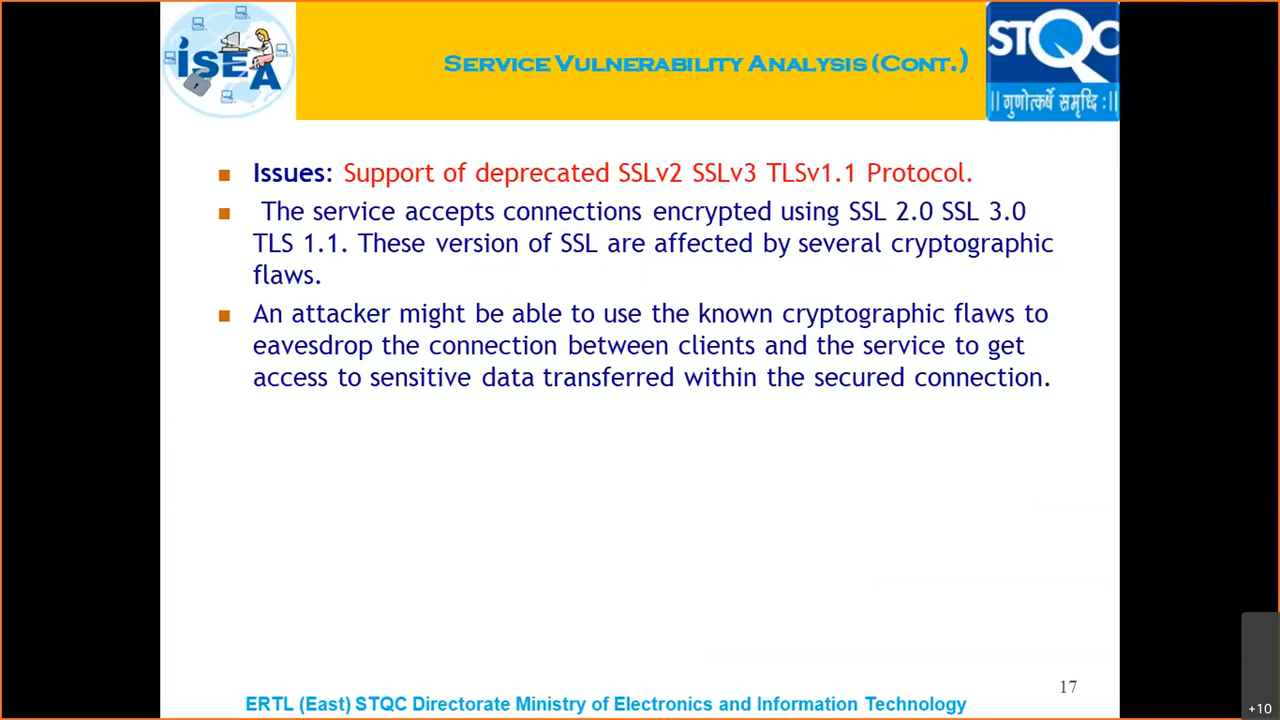 iSEA
SERVICE VULNERABILITY ANALYSIS (CONT.)
STQC
||गुणोत्कर्षे समृद्धि:||
Issues: Support of deprecated SSLv2 SSLv3 TLSv1.1 Protocol.
The service accepts connections encrypted using SSL 2.0 SSL 3.0
TLS 1.1. These version of SSL are affected by several cryptographic
flaws.
An attacker might be able to use the known cryptographic flaws to
eavesdrop the connection between clients and the service to get
access to sensitive data transferred within the secured connection.
17
ERTL (East) STQC Directorate Ministry of Electronics and Information Technology
+10